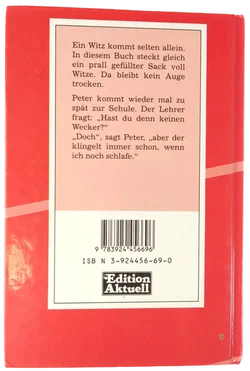 Ein Witz kommt selten allein.
In diesem Buch steckt gleich
ein prall gefüllter Sack voll
Witze. Da bleibt kein Auge
trocken.
Peter kommt wieder mal zu
spät zur Schule. Der Lehrer
fragt: „Hast du denn keinen
Wecker?“
„Doch“, sagt Peter, „aber der
klingelt immer schon, wenn
ich noch schlafe.“
9 783924 456696
ISBN 3-924456-69-0
Edition
Aktuell